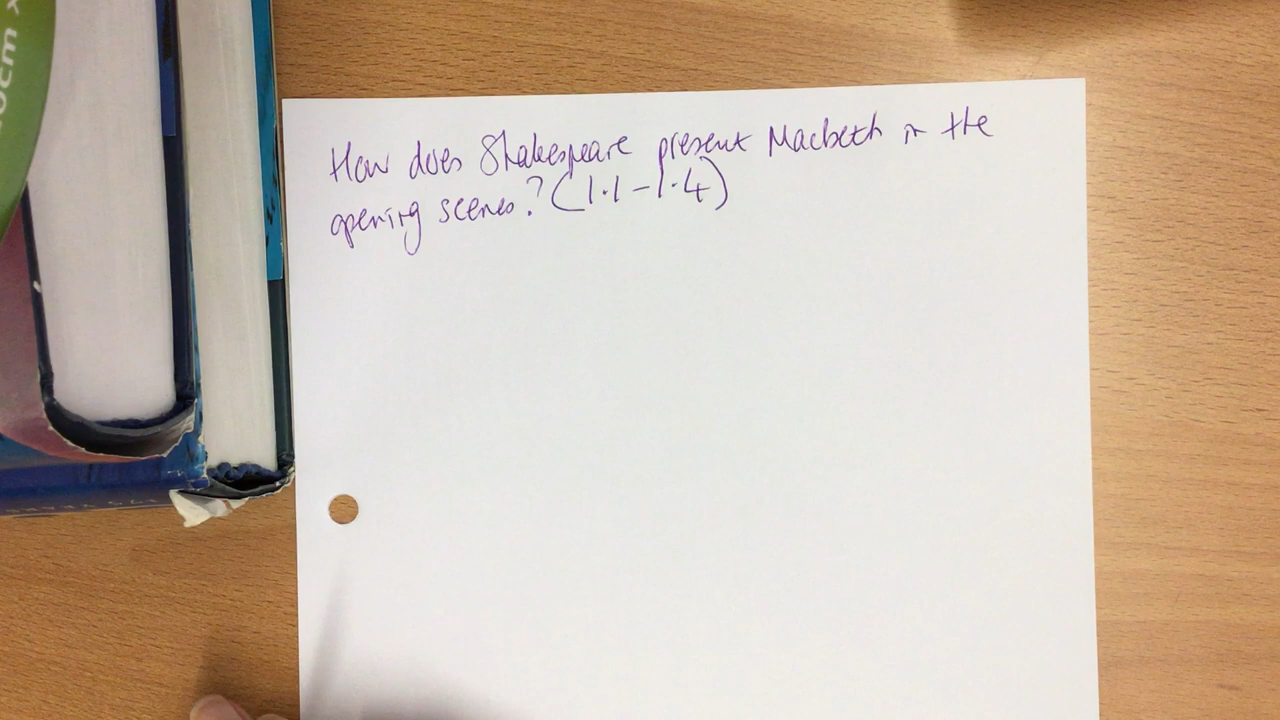 How does Shakespeare present Macbeth in the
opening scenes? (1.1-1.4)